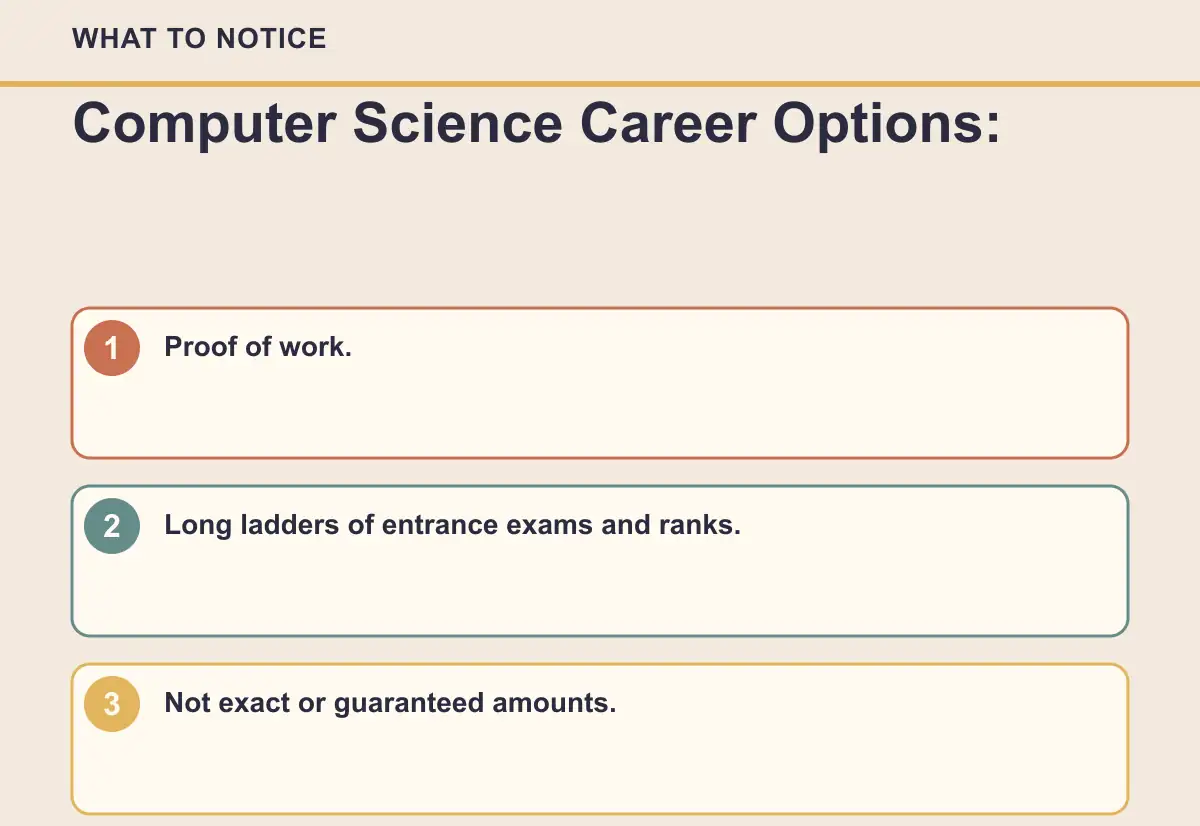 WHAT TO NOTICE
Computer Science Career Options:
1 Proof of work.
2 Long ladders of entrance exams and ranks.
3 Not exact or guaranteed amounts.